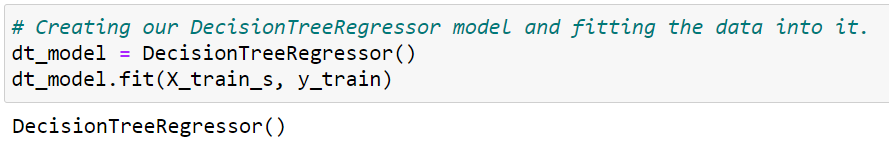 # Creating our DecisionTreeRegressor model and fitting the data into it.
dt_model = DecisionTreeRegressor()
dt_model.fit(X_train_s, y_train)
DecisionTreeRegressor()